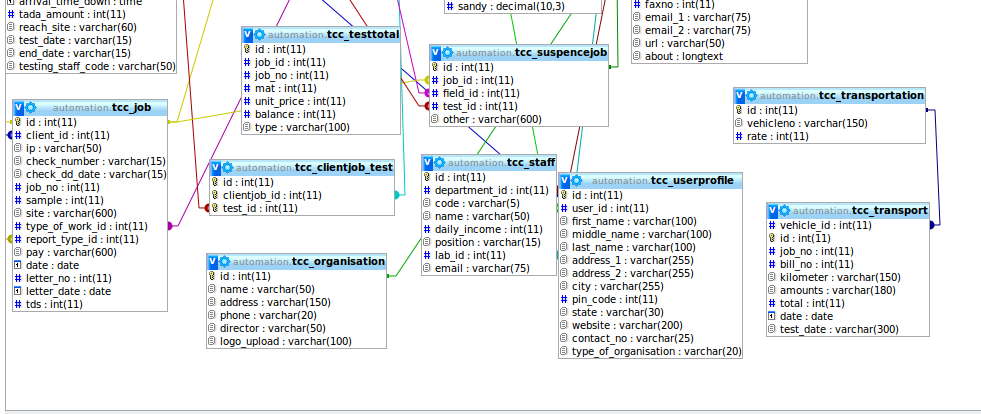 arrival_time_down : time
tada_amount : int(11)
reach_site : varchar(60)
test_date : varchar(15)
end_date : varchar(15)
testing_staff_code : varchar(50)
sandy : decimal(10,3)
faxno : int(11)
email_1 : varchar(75)
email_2 : varchar(75)
url : varchar(50)
about : longtext
automation.tcc_testtotal
id : int(11)
job_id : int(11)
job_no : int(11)
mat : int(11)
unit_price : int(11)
balance : int(11)
type : varchar(100)
automation.tcc_suspencejob
id : int(11)
job_id : int(11)
field_id : int(11)
test_id : int(11)
other : varchar(600)
automation.tcc_transportation
id : int(11)
vehicleno : varchar(150)
rate : int(11)
automation.tcc_job
id : int(11)
client_id : int(11)
ip : varchar(50)
check_number : varchar(15)
check_dd_date : varchar(15)
job_no : int(11)
sample : int(11)
site : varchar(600)
type_of_work_id : int(11)
report_type_id : int(11)
pay : varchar(600)
date : date
letter_no : int(11)
letter_date : date
tds : int(11)
automation.tcc_clientjob_test
id : int(11)
clientjob_id : int(11)
test_id : int(11)
automation.tcc_staff
id : int(11)
department_id : int(11)
code : varchar(5)
name : varchar(50)
daily_income : int(11)
position : varchar(15)
lab_id : int(11)
email : varchar(75)
automation.tcc_userprofile
id : int(11)
user_id : int(11)
first_name : varchar(100)
middle_name : varchar(100)
last_name : varchar(100)
address_1 : varchar(255)
address_2 : varchar(255)
city : varchar(255)
pin_code : int(11)
state : varchar(30)
website : varchar(200)
contact_no : varchar(25)
type_of_organisation : varchar(20)
automation.tcc_transport
vehicle_id : int(11)
id : int(11)
job_no : int(11)
bill_no : int(11)
kilometer : varchar(150)
amounts : varchar(180)
total : int(11)
date : date
test_date : varchar(300)
automation.tcc_organisation
id : int(11)
name : varchar(50)
address : varchar(150)
phone : varchar(20)
director : varchar(50)
logo_upload : varchar(100)